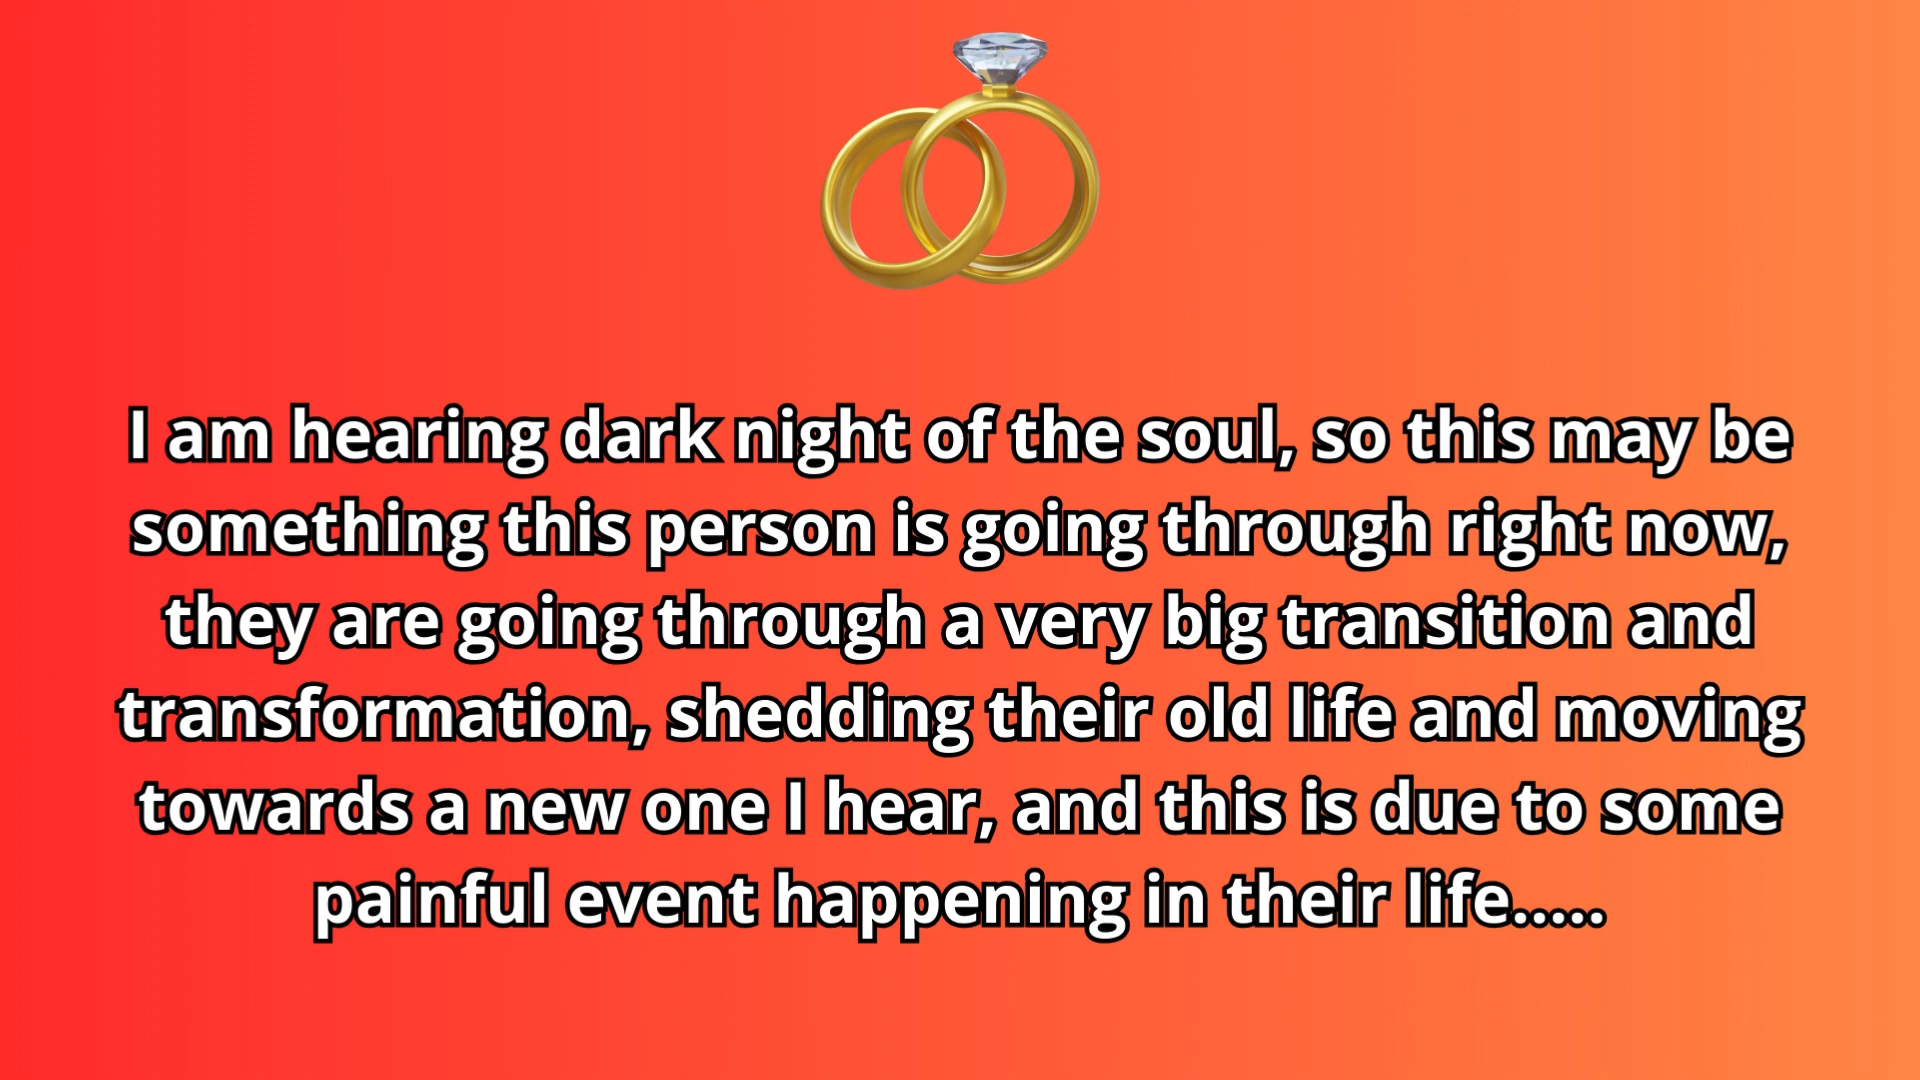 I am hearing dark night of the soul, so this may be
something this person is going through right now,
they are going through a very big transition and
transformation, shedding their old life and moving
towards a new one I hear, and this is due to some
painful event happening in their life.....